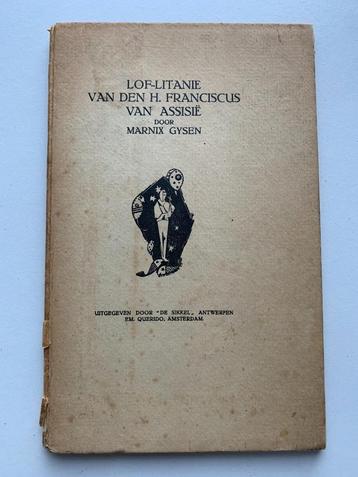 LOF-LITANIE
VAN DEN H. FRANCISCUS
VAN ASSISIË
DOOR
MARNIX GYSEN
UITGEGEVEN DOOR "DE SIKKEL„ ANTWERPEN
EM. QUERIDO, AMSTERDAM.